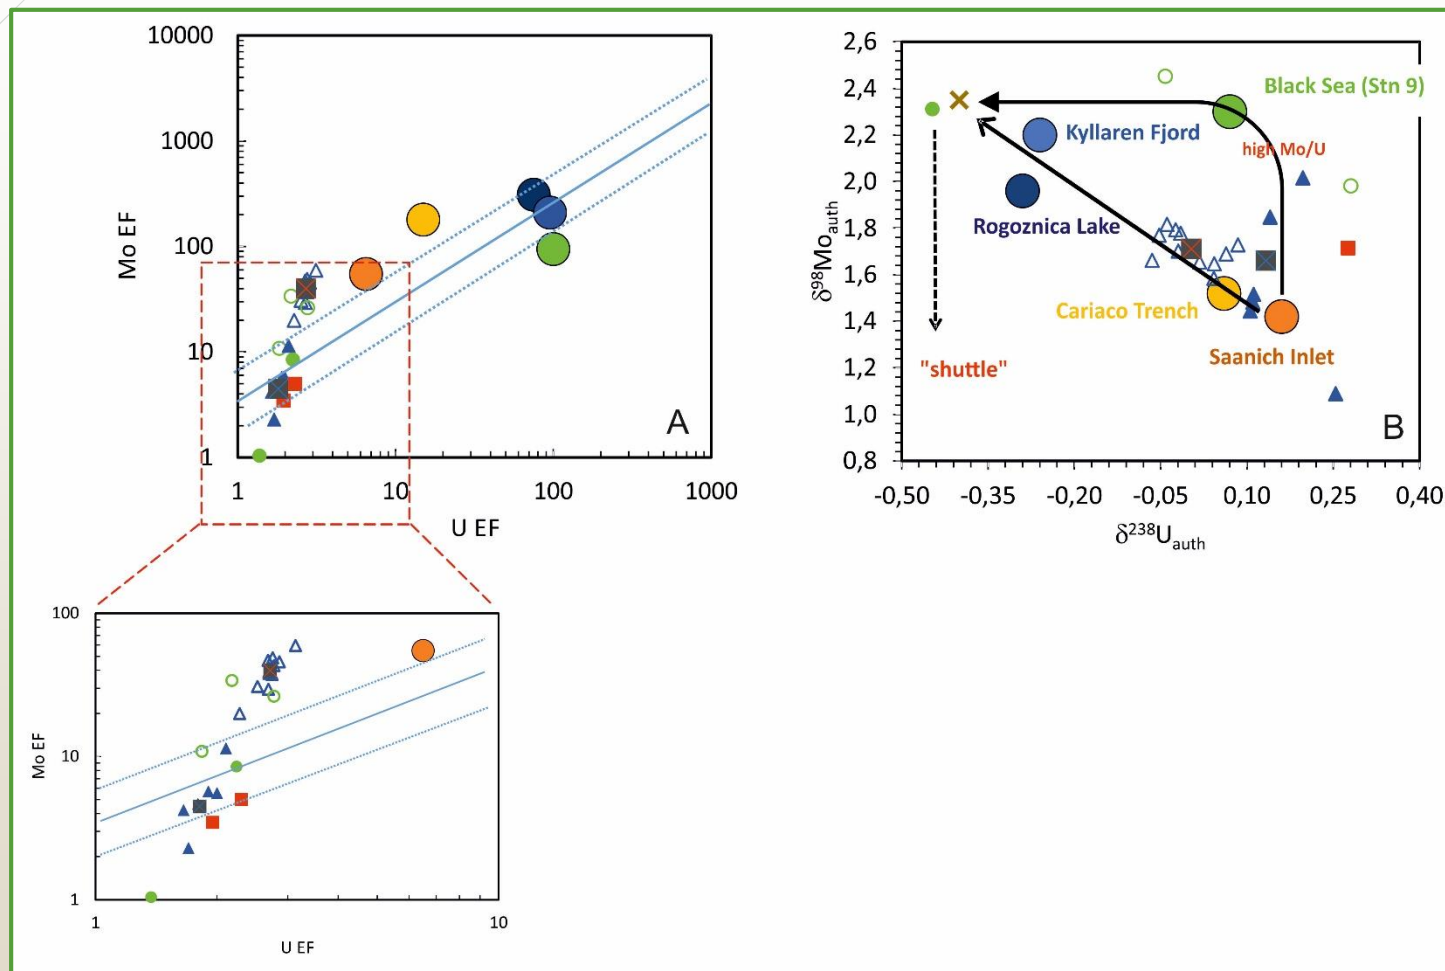 10000
1000
100
10
1
Mo EF
A
1
10
100
1000
U EF
100
10
1
Mo EF
1
10
U EF
2,6
2,4
2,2
2,0
1,8
1,6
1,4
1,2
1,0
0,8
δ98Moauth
Black Sea (Stn 9)
Kyllaren Fjord
high Mo/U
Rogoznica Lake
Cariaco Trench
Saanich Inlet
"shuttle"
B
-0,50
-0,35
-0,20
-0,05
0,10
0,25
0,40
δ238Uauth